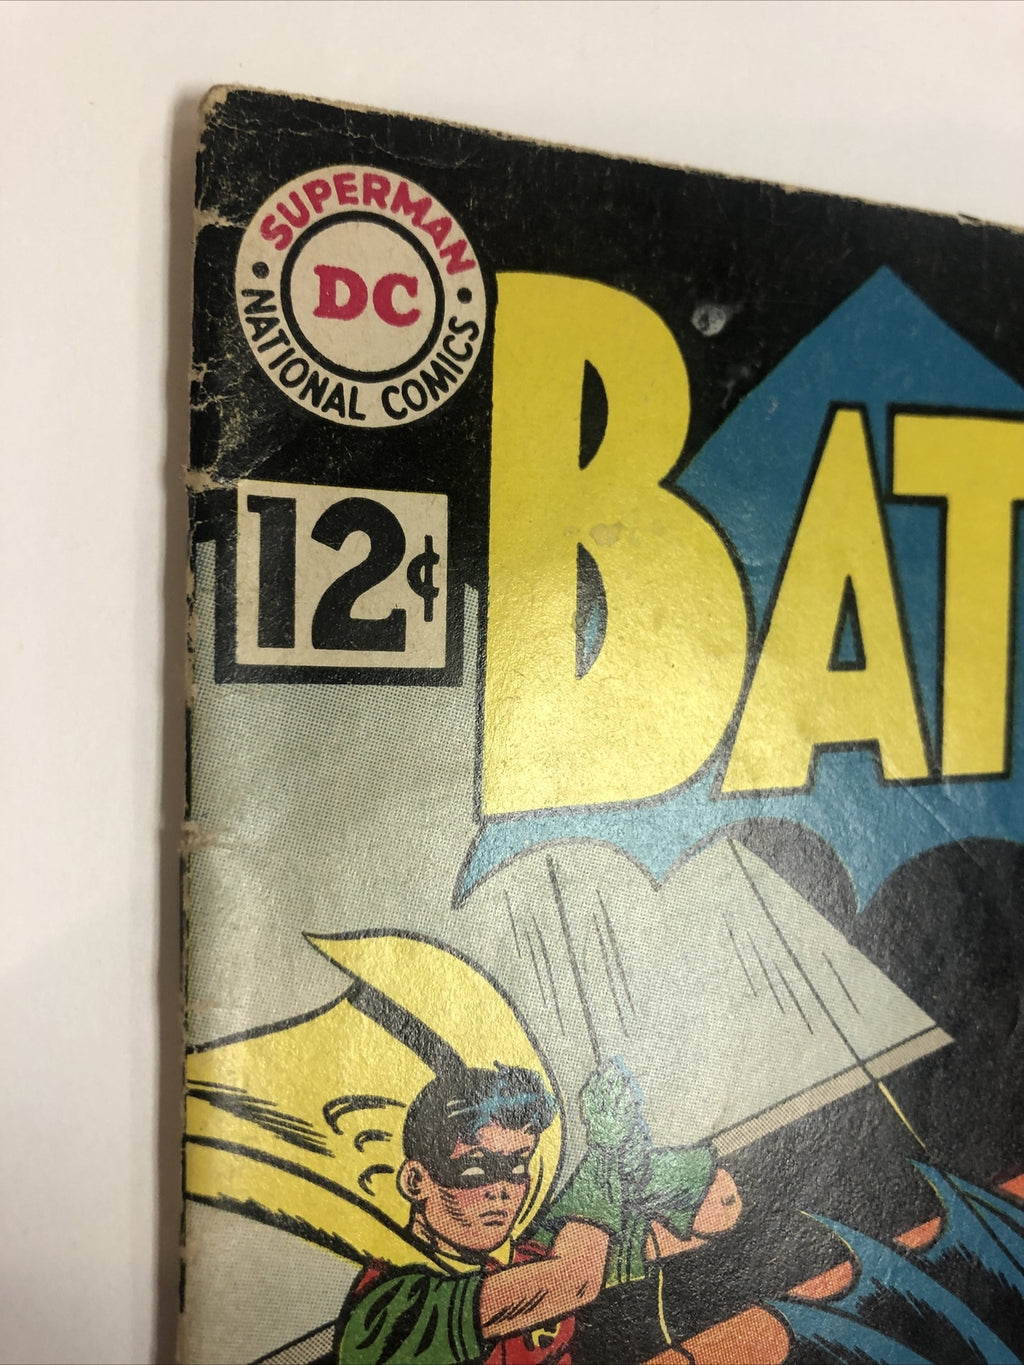 SUPERMAN
DC
NATIONAL COMICS
12¢
BAT
R